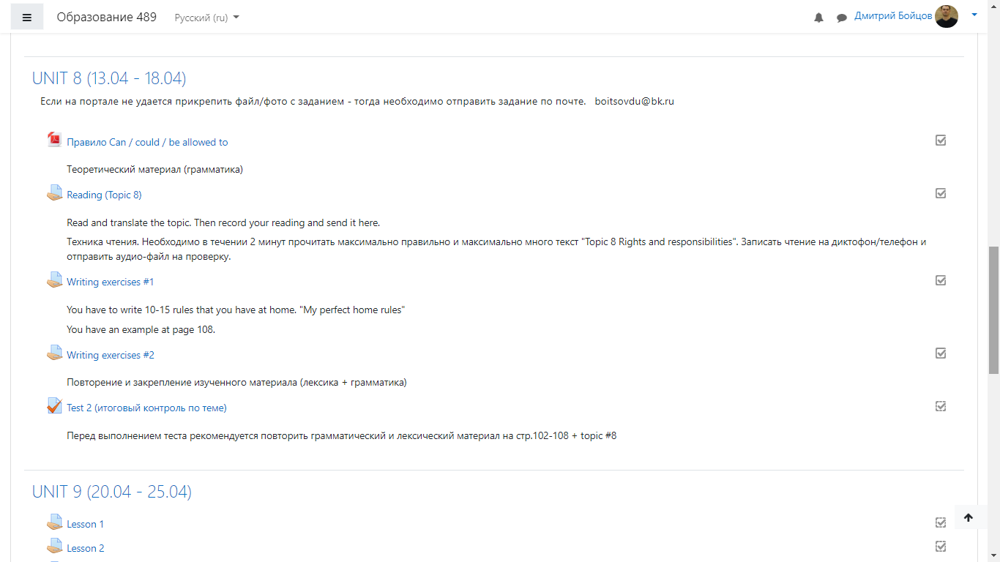 Образование 489
Русский (ru)
Дмитрий Бойцов
UNIT 8 (13.04 - 18.04)
Если на портале не удается прикрепить файл/фото с заданием - тогда необходимо отправить задание по почте. boitsovdu@bk.ru
Правило Can / could / be allowed to
Теоретический материал (грамматика)
Reading (Topic 8)
Read and translate the topic. Then record your reading and send it here.
Техника чтения. Необходимо в течении 2 минут прочитать максимально правильно и максимально много текст "Topic 8 Rights and responsibilities". Записать чтение на диктофон/телефон и
отправить аудио-файл на проверку.
Writing exercises #1
You have to write 10-15 rules that you have at home. "My perfect home rules"
You have an example at page 108.
Writing exercises #2
Повторение и закрепление изученного материала (лексика + грамматика)
Test 2 (итоговый контроль по теме)
Перед выполнением теста рекомендуется повторить грамматический и лексический материал на стр.102-108 + topic #8
UNIT 9 (20.04 - 25.04)
Lesson 1
Lesson 2